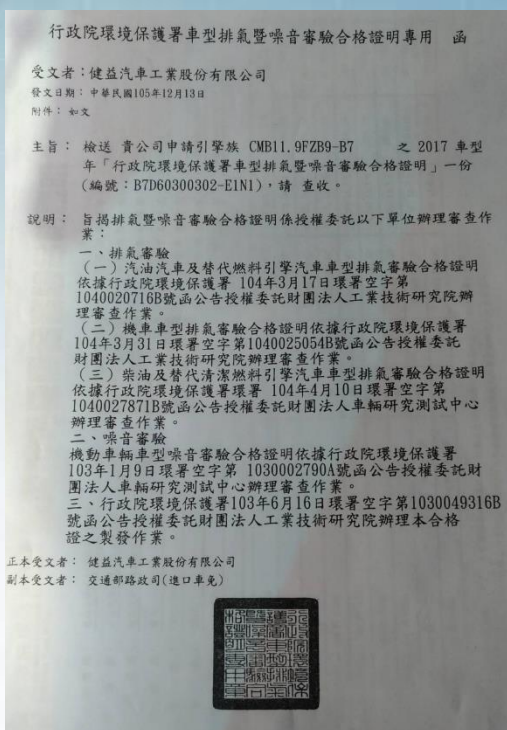 行政院環境保護署車型排氣暨噪音審驗合格證明專用 函
受文者：健益汽車工業股份有限公司
發文日期：中華民國105年12月13日
附件：如文
主旨：檢送 貴公司申請引擎族 CMB11.9FZB9-B7 之 2017 車型
年「行政院環境保護署車型排氣暨噪音審驗合格證明」一份
(編號：B7D60300302-E1N1)，請 查收。
說明：旨揭排氣暨噪音審驗合格證明係授權委託以下單位辦理審查作
業：
一、排氣審驗
（一）汽油汽車及替代燃料引擎汽車車型排氣審驗合格證明
依據行政院環境保護署 104年3月17日環署空字第
1040020716B號函公告授權委託財團法人工業技術研究院辦
理審查作業。
（二）機車車型排氣審驗合格證明依據行政院環境保護署
104年3月31日環署空字第1040025054B號函公告授權委託
財團法人工業技術研究院辦理審查作業。
（三）柴油及替代清潔燃料引擎汽車車型排氣審驗合格證明
依據行政院環境保護署環署 104年4月10日環署空字第
1040027871B號函公告授權委託財團法人車輛研究測試中心
辦理審查作業。
二、噪音審驗
機動車輛車型噪音審驗合格證明依據行政院環境保護署
103年1月9日環署空字第 1030002790A號函公告授權委託財
團法人車輛研究測試中心辦理審查作業。
三、行政院環境保護署103年6月16日環署空字第1030049316B
號函公告授權委託財團法人工業技術研究院辦理本合格
證之製發作業。
正本受文者： 健益汽車工業股份有限公司
副本受文者： 交通部路政司(進口車免)